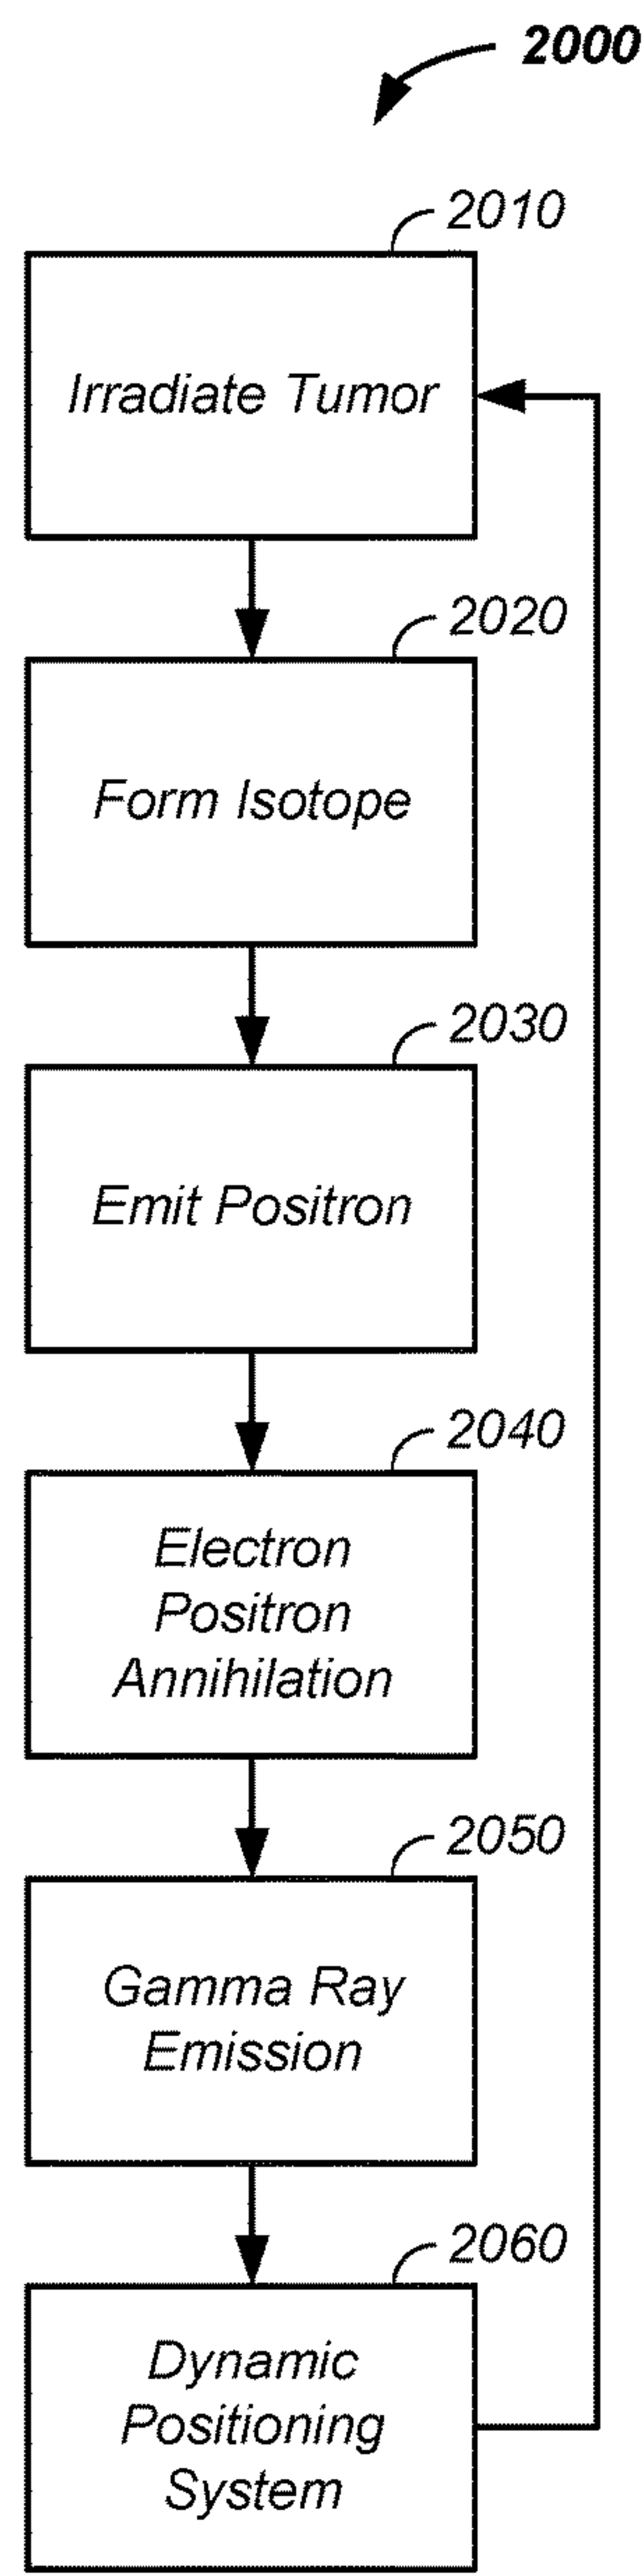 2000
2010
Irradiate Tumor
2020
Form Isotope
2030
Emit Positron
2040
Electron
Positron
Annihilation
2050
Gamma Ray
Emission
2060
Dynamic
Positioning
System